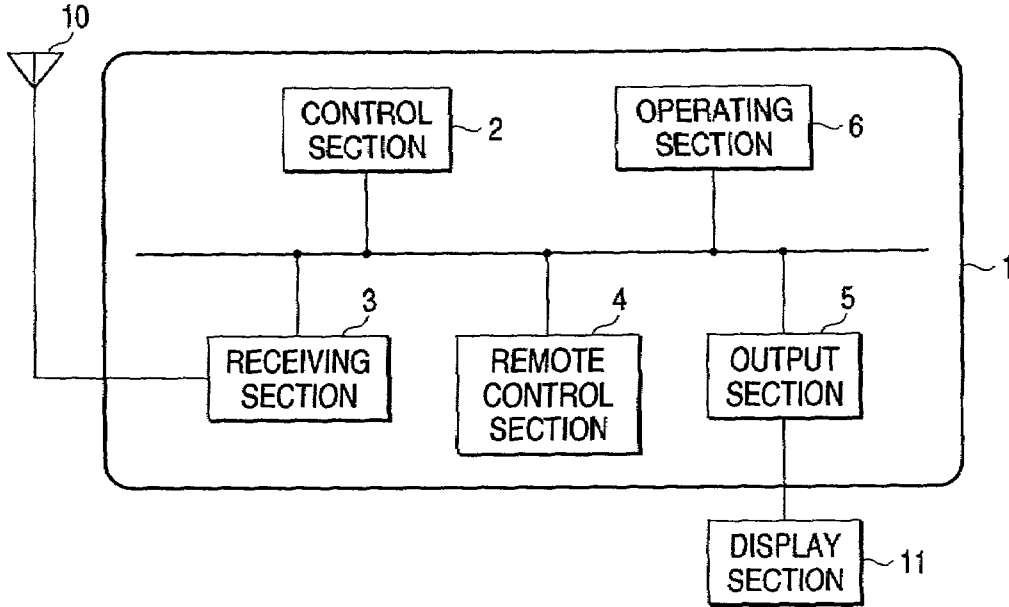 10
CONTROL
SECTION
2
OPERATING
SECTION
6
1
3
RECEIVING
SECTION
4
REMOTE
CONTROL
SECTION
5
OUTPUT
SECTION
DISPLAY
SECTION
11